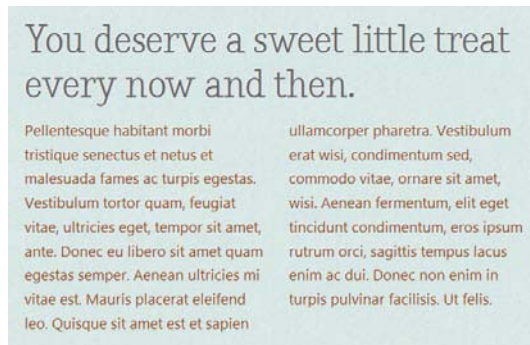 You deserve a sweet little treat
every now and then.
Pellentesque habitant morbi
tristique senectus et netus et
malesuada fames ac turpis egestas.
Vestibulum tortor quam, feugiat
vitae, ultricies eget, tempor sit amet,
ante. Donec eu libero sit amet quam
egestas semper. Aenean ultricies mi
vitae est. Mauris placerat eleifend
leo. Quisque sit amet est et sapien
ullamcorper pharetra. Vestibulum
erat wisi, condimentum sed,
commodo vitae, ornare sit amet,
wisi. Aenean fermentum, elit eget
tincidunt condimentum, eros ipsum
rutrum orci, sagittis tempus lacus
enim ac dui. Donec non enim in
turpis pulvinar facilisis. Ut felis.